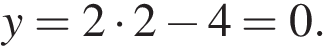 y = 2 · 2 − 4 = 0.